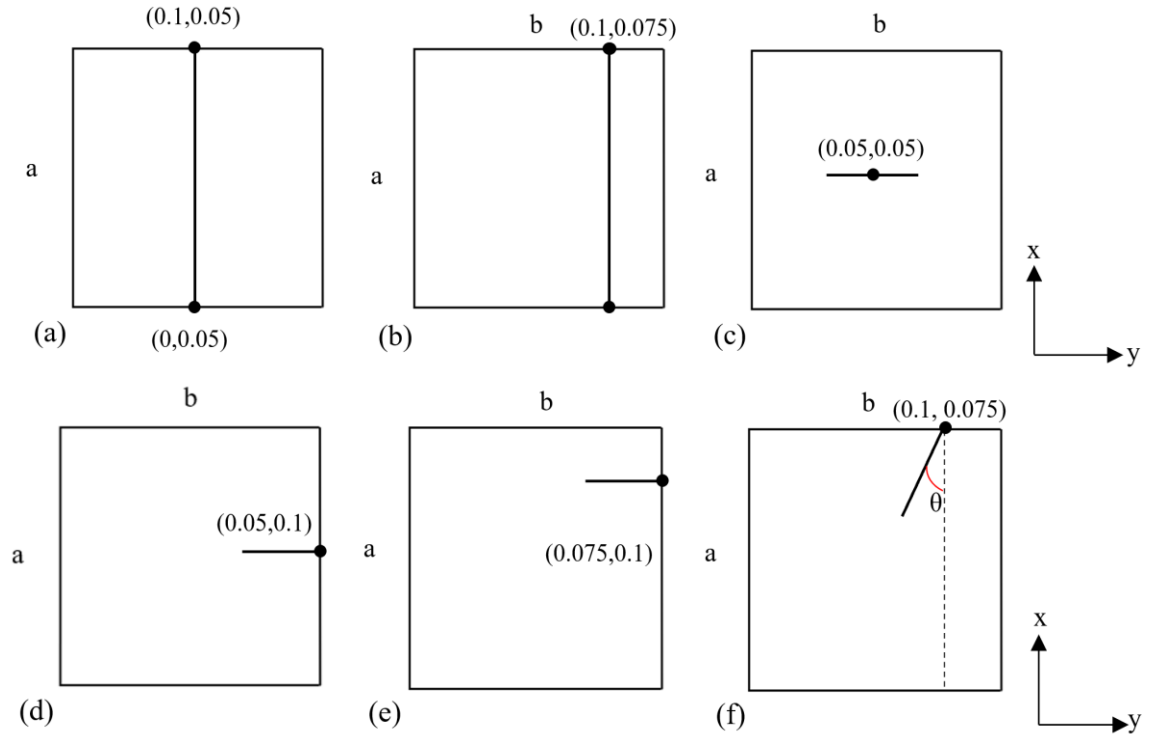 (0.1,0.05)
a
(0,0.05)
(a)
b
(0.1,0.075)
a
(b)
b
(0.05,0.05)
a
(c)
x
y
b
(0.05,0.1)
a
(d)
b
(0.075,0.1)
a
(e)
b
(0.1, 0.075)
θ
a
(f)
x
y